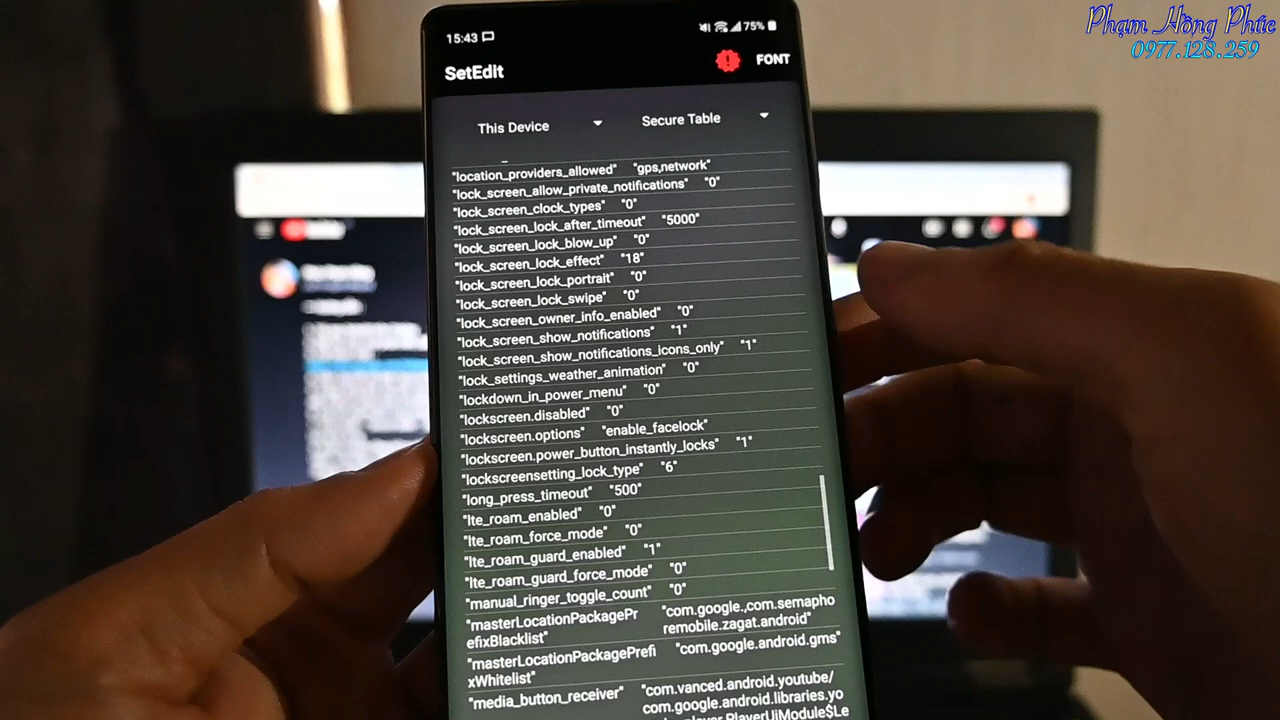 Phạm Hồng Phúc
0977.128.259
15:43
75%
SetEdit
FONT
This Device
Secure Table
"location_providers_allowed" "gps,network"
"lock_screen_allow_private_notifications" "0"
"lock_screen_clock_types" "0"
"lock_screen_lock_after_timeout" "5000"
"lock_screen_lock_blow_up" "0"
"lock_screen_lock_effect" "18"
"lock_screen_lock_portrait" "0"
"lock_screen_lock_swipe" "0"
"lock_screen_owner_info_enabled" "0"
"lock_screen_show_notifications" "1"
"lock_screen_show_notifications_icons_only" "1"
"lock_settings_weather_animation" "0"
"lockdown_in_power_menu" "0"
"lockscreen.disabled" "0"
"lockscreen.options" "enable_facelock"
"lockscreen.power_button_instantly_locks" "1"
"lockscreensetting_lock_type" "6"
"long_press_timeout" "500"
"lte_roam_enabled" "0"
"lte_roam_force_mode" "0"
"lte_roam_guard_enabled" "1"
"lte_roam_guard_force_mode" "0"
"manual_ringer_toggle_count" "0"
"masterLocationPackagePr "com.google.,com.semapho
efixBlacklist" remobile.zagat.android"
"masterLocationPackagePrefi "com.google.android.gms"
xWhitelist"
"media_button_receiver" "com.vanced.android.youtube/
com.google.android.libraries.yo
player.PlayerUiModule$Le